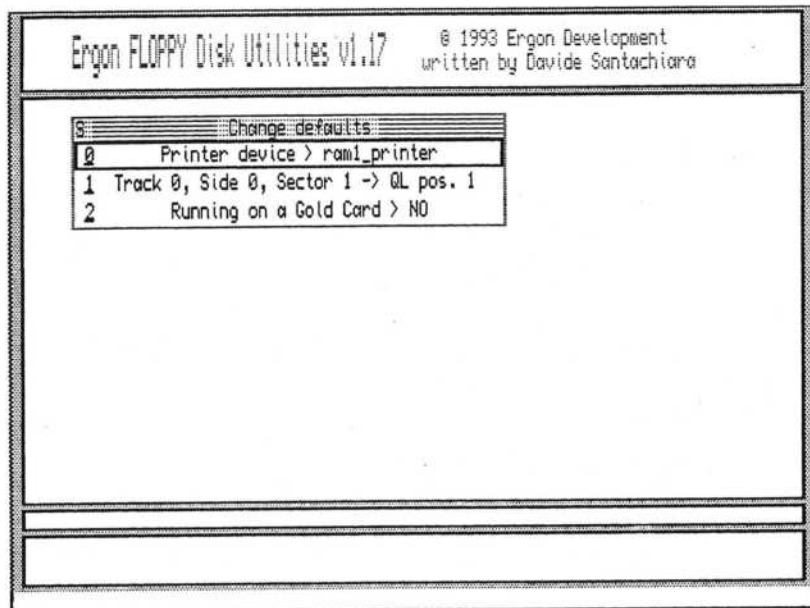 Ergon FLOPPY Disk Utilities v1.17
@ 1993 Ergon Development
written by Davide Santachiara
S Change defaults
0 Printer device > ram1_printer
1 Track 0, Side 0, Sector 1 -> QL pos. 1
2 Running on a Gold Card > NO